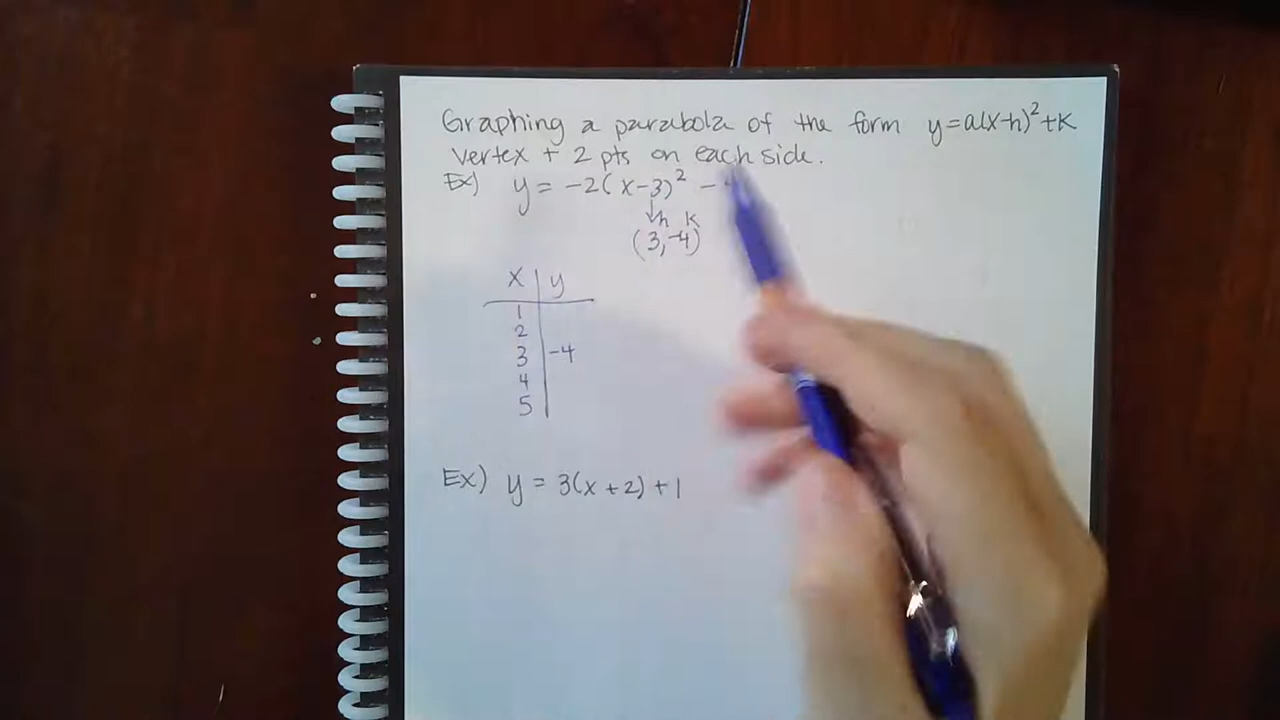 Graphing a parabola of the form y=a(x-h)²+k
vertex + 2 pts on each side.
Ex) y = -2(x-3)² -
h k
(3,-4)
x y
1
2
3 -4
4
5
Ex) y = 3(x+2)+1